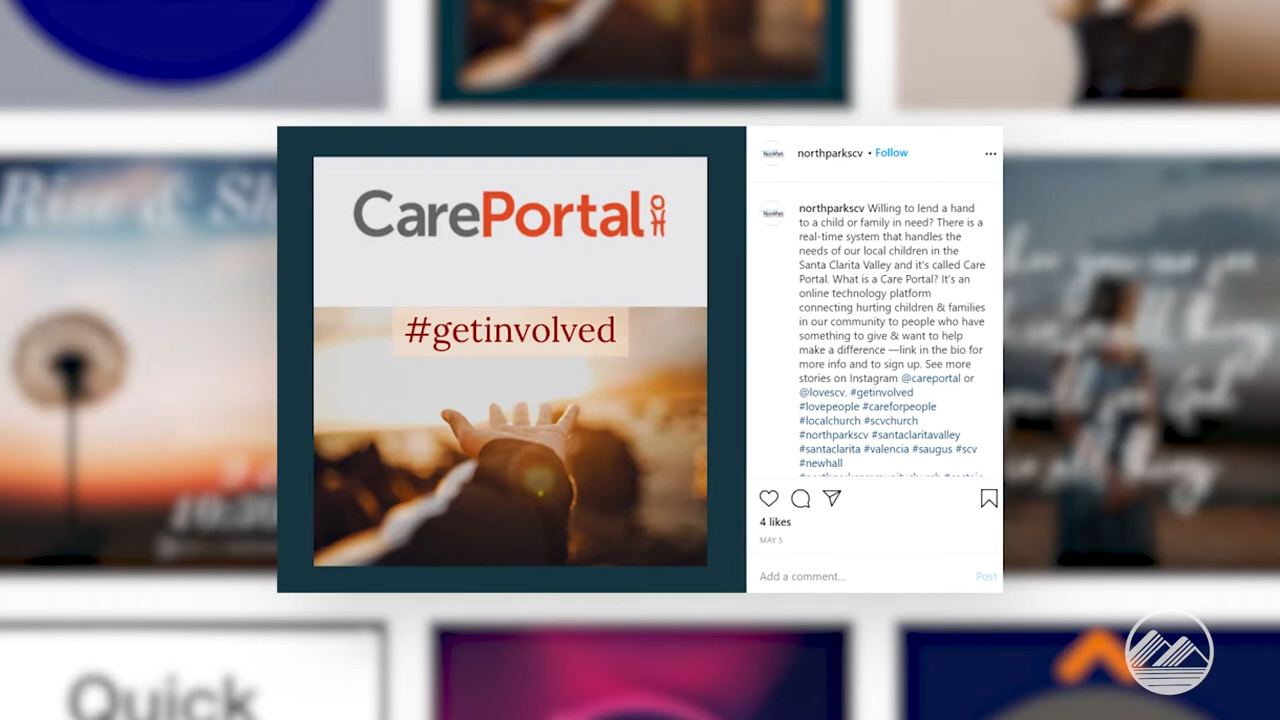 CarePortal
#getinvolved
northparkscv • Follow
northparkscv Willing to lend a hand
to a child or family in need? There is a
real-time system that handles the
needs of our local children in the
Santa Clarita Valley and it's called Care
Portal. What is a Care Portal? It's an
online technology platform
connecting hurting children & families
in our community to people who have
something to give & want to help
make a difference —link in the bio for
more info and to sign up. See more
stories on Instagram @careportal or
@lovescv. #getinvolved
#lovepeople #careforpeople
#localchurch #scvchurch
#northparkscv #santaclaritavalley
#santaclarita #valencia #saugus #scv
#newhall
4 likes
MAY 5
Add a comment...
Post
Quick